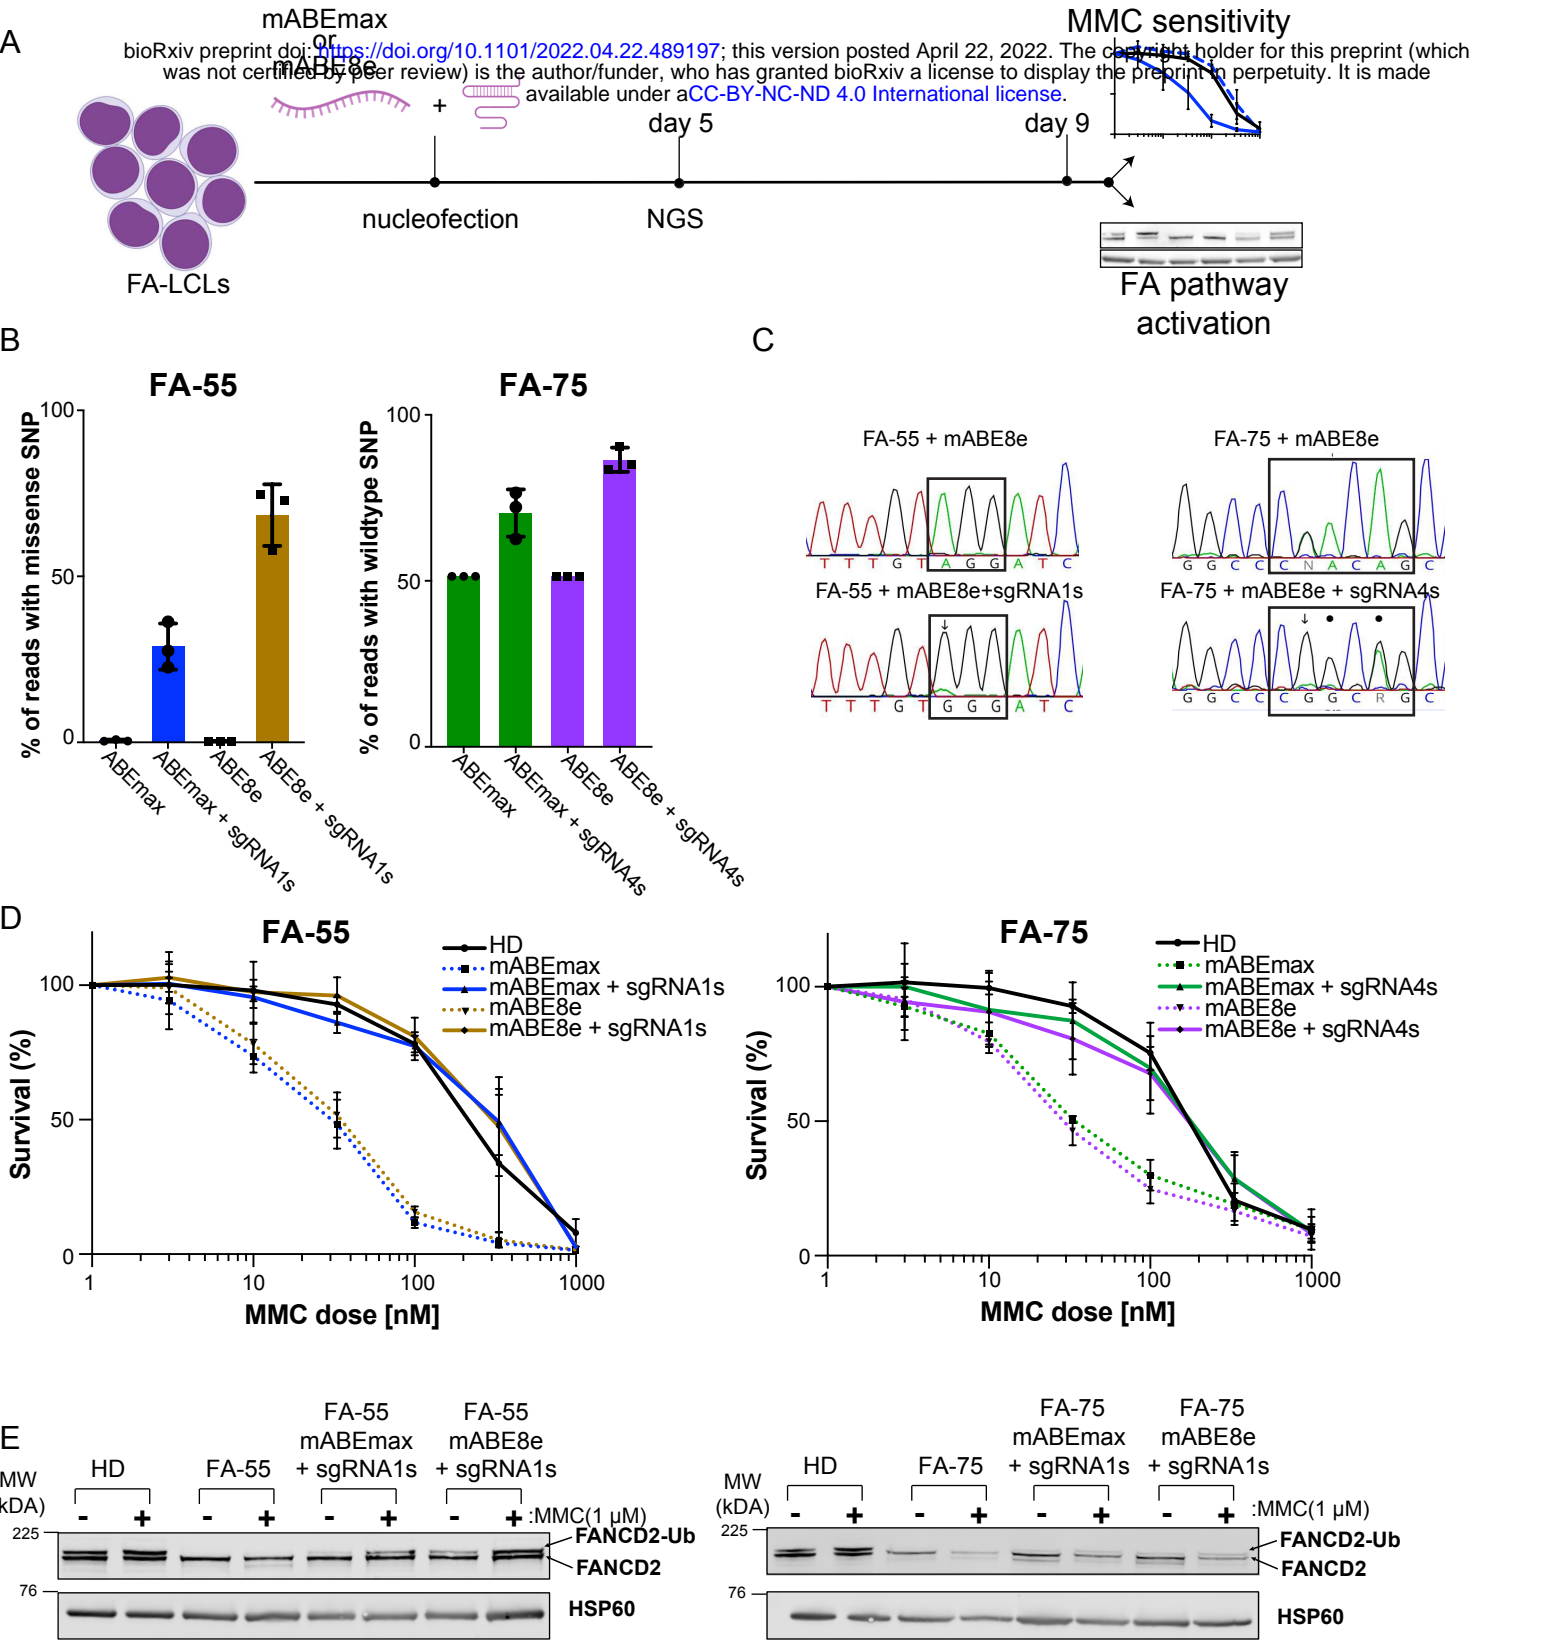 A
mABEmax
or
mABE8e
MMC sensitivity
bioRxiv preprint doi: https://doi.org/10.1101/2022.04.22.489197; this version posted April 22, 2022. The copyright holder for this preprint (which
was not certified by peer review) is the author/funder, who has granted bioRxiv a license to display the preprint in perpetuity. It is made
available under aCC-BY-NC-ND 4.0 International license.
+
day 5
day 9
nucleofection
NGS
FA-LCLs
FA pathway
activation
B
FA-55
% of reads with missense SNP
100
50
0
ABEmax
ABEmax + sgRNA1s
ABE8e
ABE8e + sgRNA1s
FA-75
% of reads with wildtype SNP
100
50
0
ABEmax
ABEmax + sgRNA4s
ABE8e
ABE8e + sgRNA4s
C
FA-55 + mABE8e
T T T G T A G G A T C
FA-55 + mABE8e+sgRNA1s
T T T G T G G G A T C
FA-75 + mABE8e
G G C C C N A C A G C
FA-75 + mABE8e + sgRNA4s
G G C C C G G C R G C
D
FA-55
HD
mABEmax
mABEmax + sgRNA1s
mABE8e
mABE8e + sgRNA1s
Survival (%)
100
50
0
1 10 100 1000
MMC dose [nM]
FA-75
HD
mABEmax
mABEmax + sgRNA4s
mABE8e
mABE8e + sgRNA4s
Survival (%)
100
50
0
1 10 100 1000
MMC dose [nM]
E
MW
kDA)
HD
FA-55
FA-55
mABEmax
+ sgRNA1s
FA-55
mABE8e
+ sgRNA1s
- + - + - + - + :MMC(1 μM)
225
FANCD2-Ub
FANCD2
76
HSP60
MW
(kDA)
HD
FA-75
FA-75
mABEmax
+ sgRNA1s
FA-75
mABE8e
+ sgRNA1s
- + - + - + - + :MMC(1 μM)
225
FANCD2-Ub
FANCD2
76
HSP60